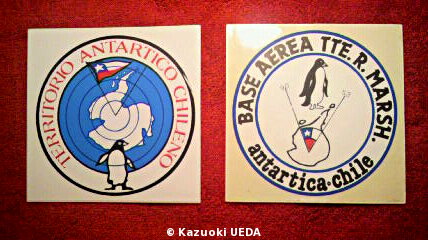 TERRITORIO ANTARTICO CHILENO
BASE AEREA TTE. R. MARSH.
antartica·chile
© Kazuoki UEDA